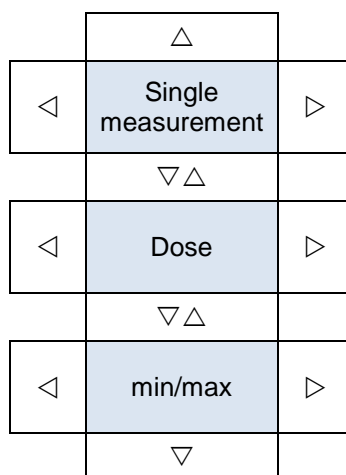 △
◁ Single measurement ▷
▽△
◁ Dose ▷
▽△
◁ min/max ▷
▽